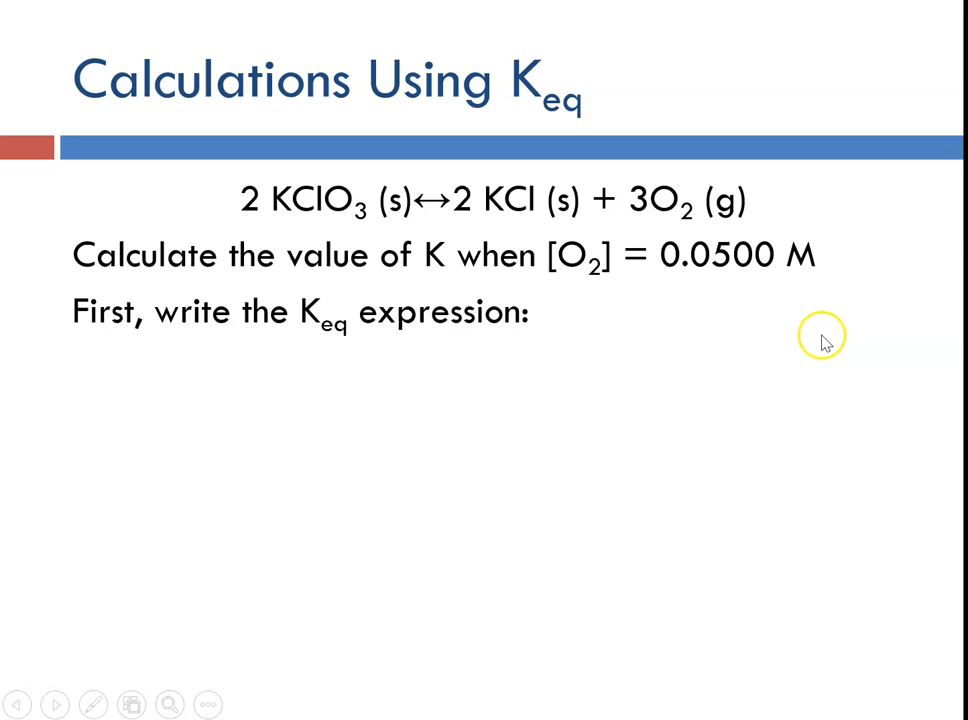 Calculations Using Keq
2 KClO3 (s)↔2 KCl (s) + 3O2 (g)
Calculate the value of K when [O2] = 0.0500 M
First, write the Keq expression: